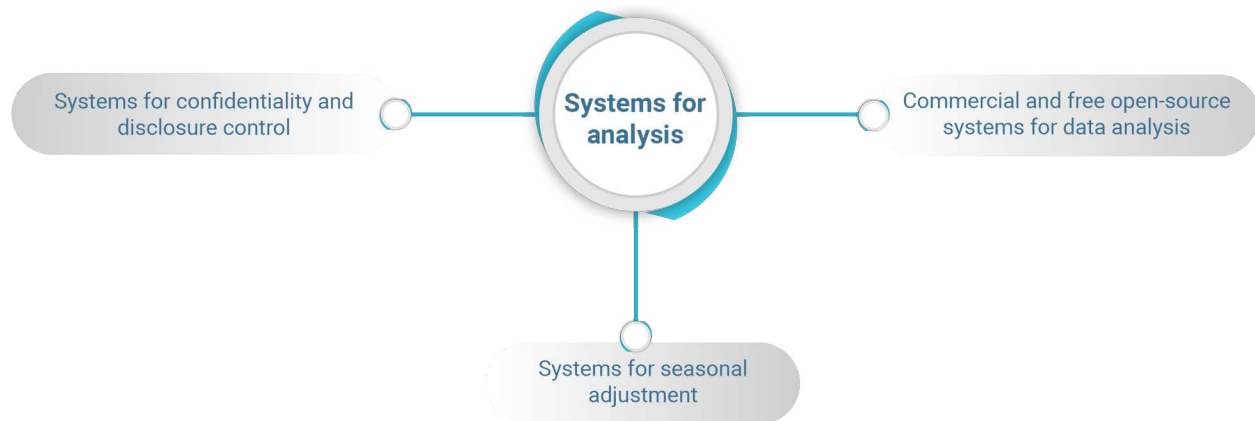 Systems for confidentiality and
disclosure control
Systems for
analysis
Commercial and free open-source
systems for data analysis
Systems for seasonal
adjustment